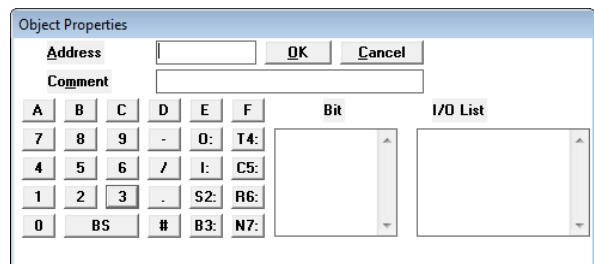 Object Properties
Address OK Cancel
Comment
A B C D E F Bit I/O List
7 8 9 - O: T4:
4 5 6 / I: C5:
1 2 3 . S2: R6:
0 BS # B3: N7: